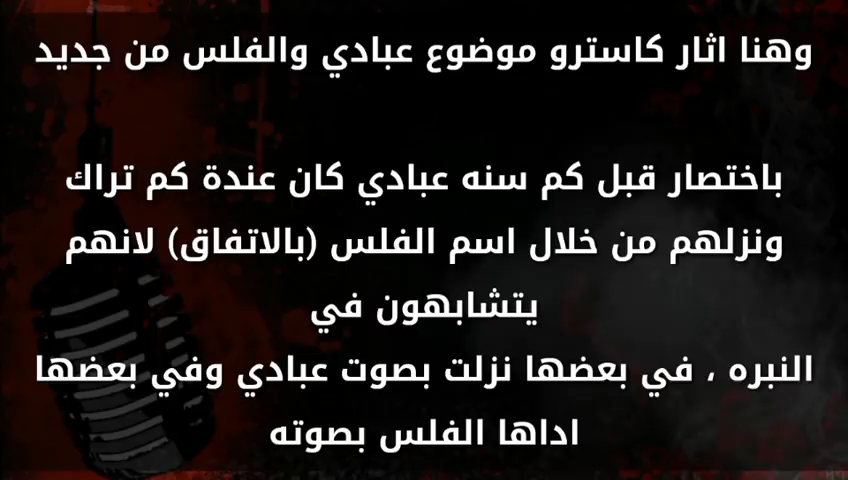 وهنا اثار كاسترو موضوع عبادي والفلس من جديد
باختصار قبل كم سنه عبادي كان عندة كم تراك
ونزلهم من خلال اسم الفلس (بالاتفاق) لانهم
يتشابهون في
النبره ، في بعضها نزلت بصوت عبادي وفي بعضها
اداها الفلس بصوته